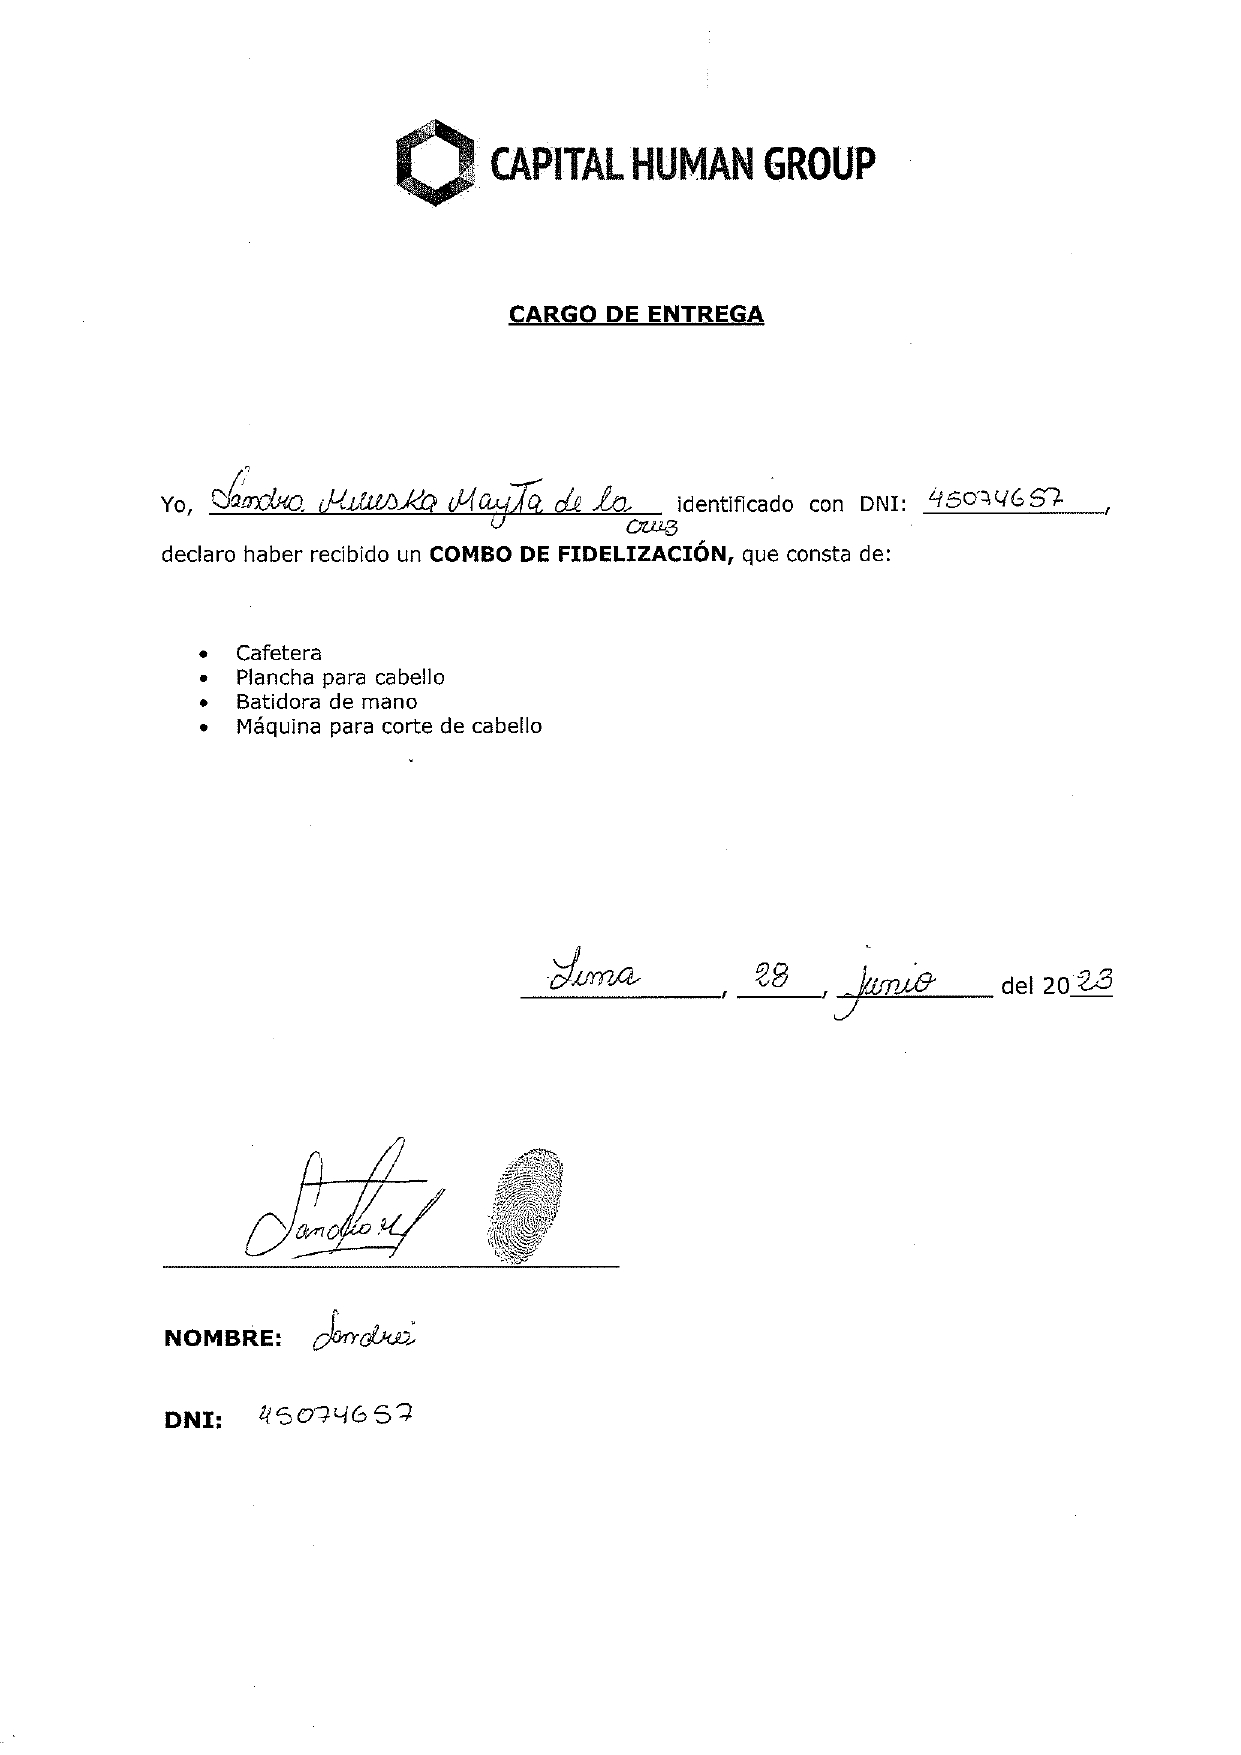 CAPITAL HUMAN GROUP
CARGO DE ENTREGA
Yo, Sandra Miluska Mayta de la identificado con DNI: 45074657,
cruz
declaro haber recibido un COMBO DE FIDELIZACIÓN, que consta de:
• Cafetera
• Plancha para cabello
• Batidora de mano
• Máquina para corte de cabello
Lima, 28, junio del 2023
NOMBRE: Sandra
DNI: 45074657